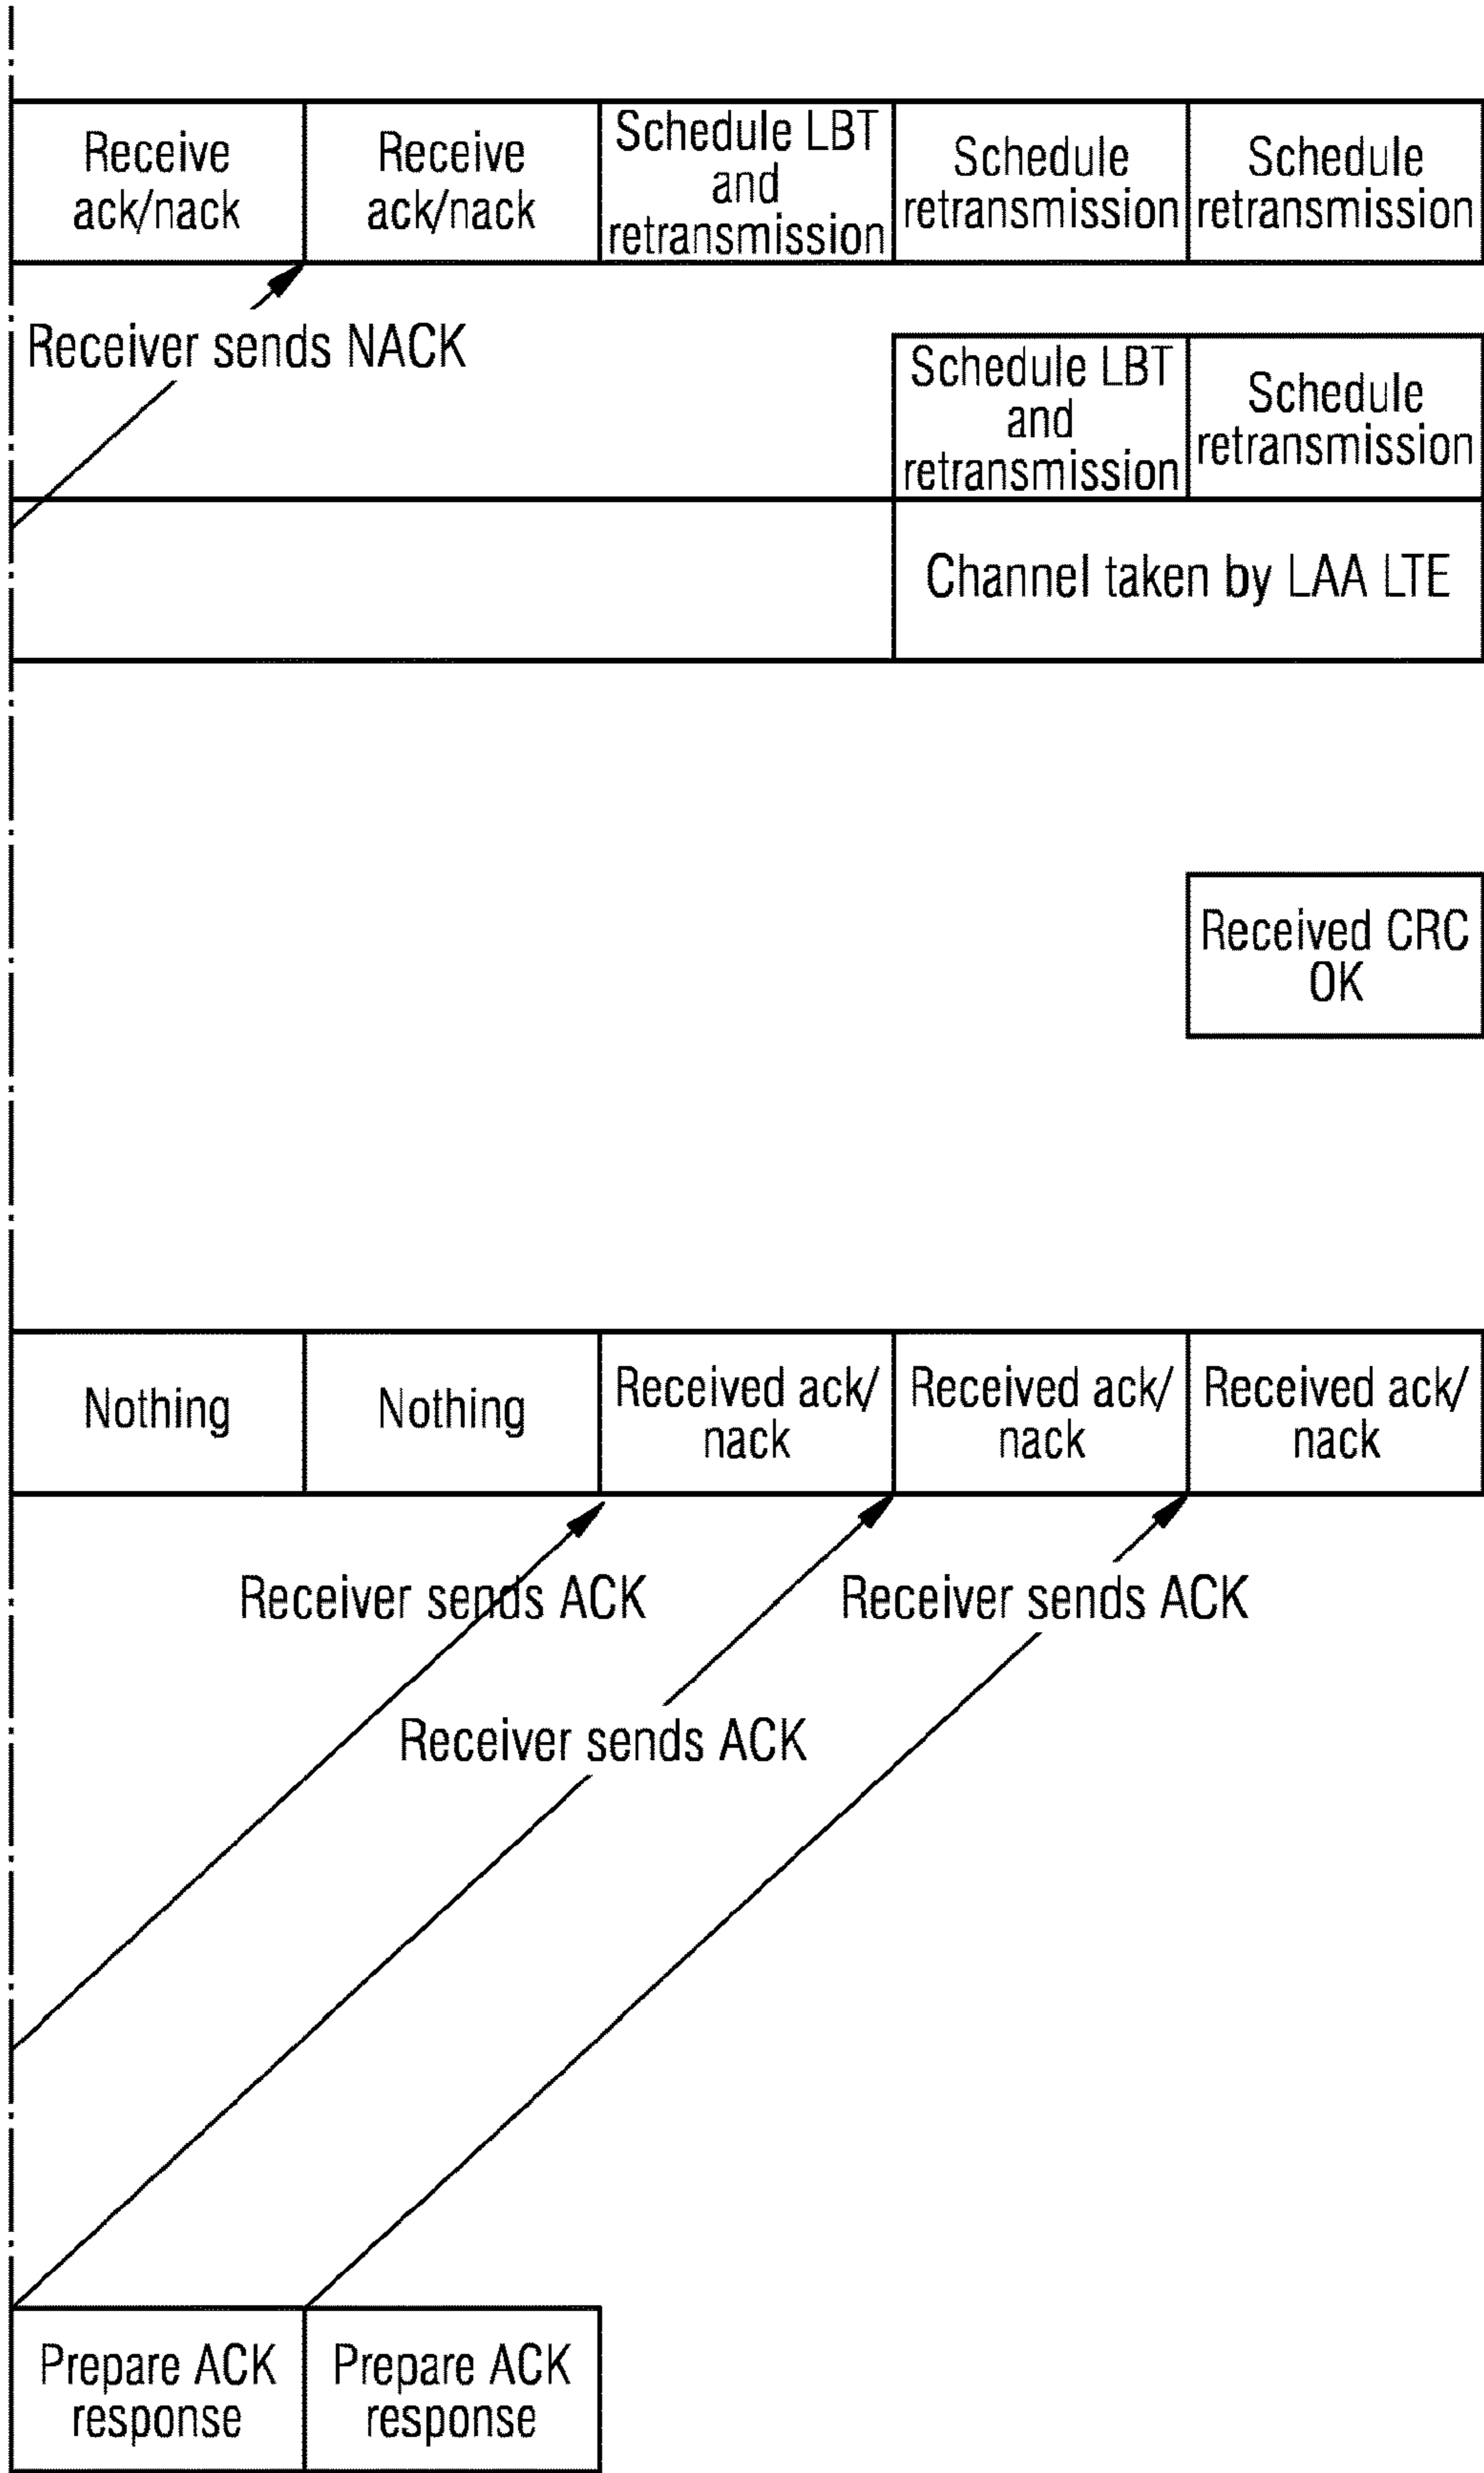 Receive
ack/nack
Receive
ack/nack
Schedule LBT
and
retransmission
Schedule
retransmission
Schedule
retransmission
Receiver sends NACK
Schedule LBT
and
retransmission
Schedule
retransmission
Channel taken by LAA LTE
Received CRC
OK
Nothing
Nothing
Received ack/
nack
Received ack/
nack
Received ack/
nack
Receiver sends ACK
Receiver sends ACK
Receiver sends ACK
Prepare ACK
response
Prepare ACK
response